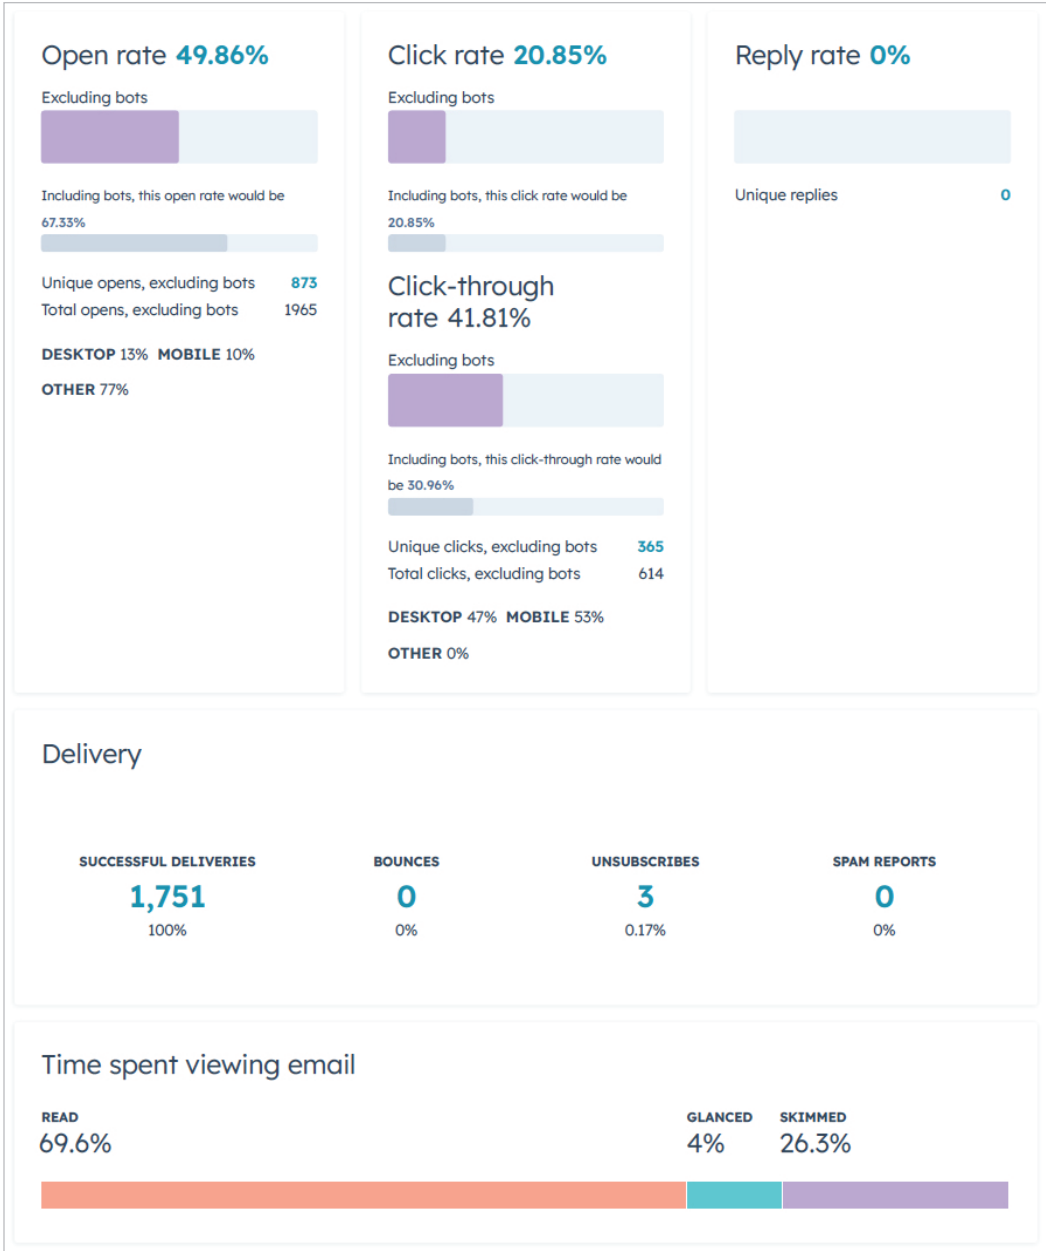 Open rate 49.86%
Excluding bots
Including bots, this open rate would be
67.33%
Unique opens, excluding bots 873
Total opens, excluding bots 1965
DESKTOP 13% MOBILE 10%
OTHER 77%
Click rate 20.85%
Excluding bots
Including bots, this click rate would be
20.85%
Click-through
rate 41.81%
Excluding bots
Including bots, this click-through rate would
be 30.96%
Unique clicks, excluding bots 365
Total clicks, excluding bots 614
DESKTOP 47% MOBILE 53%
OTHER 0%
Reply rate 0%
Unique replies 0
Delivery
SUCCESSFUL DELIVERIES
1,751
100%
BOUNCES
0
0%
UNSUBSCRIBES
3
0.17%
SPAM REPORTS
0
0%
Time spent viewing email
READ
69.6%
GLANCED
4%
SKIMMED
26.3%